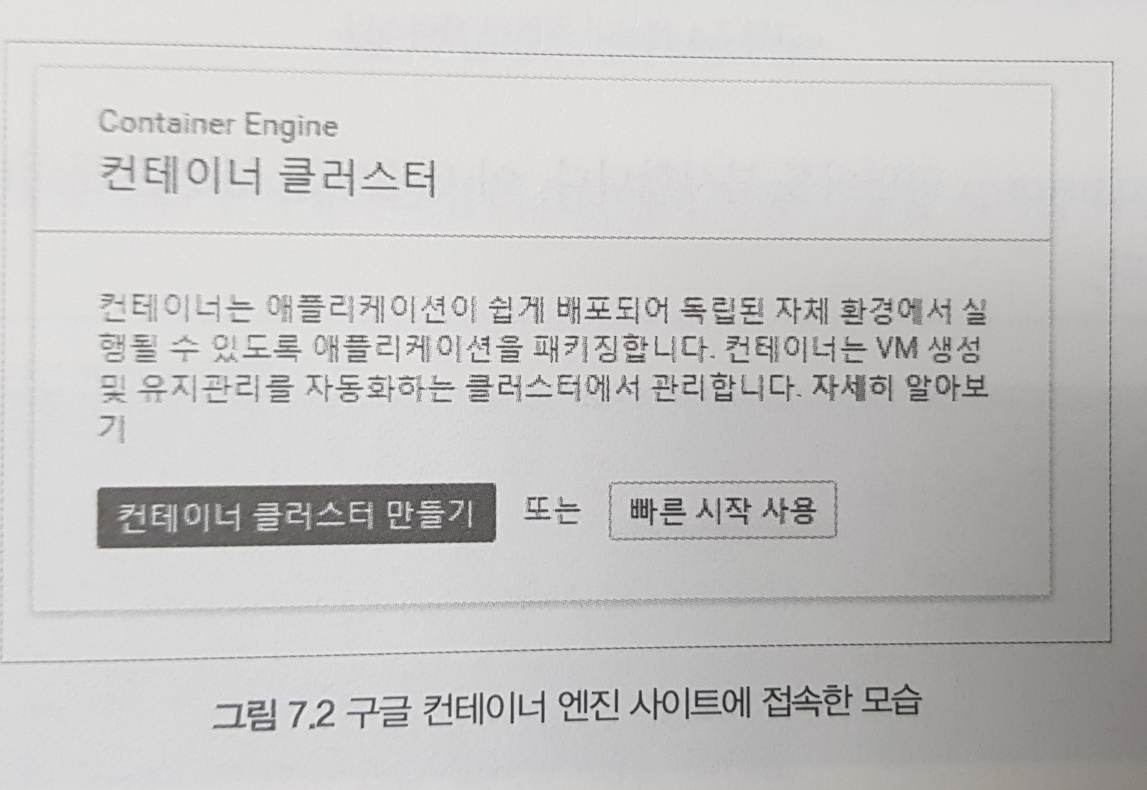 Container Engine
컨테이너 클러스터
컨테이너는 애플리케이션이 쉽게 배포되어 독립된 자체 환경에서 실
행될 수 있도록 애플리케이션을 패키징합니다. 컨테이너는 VM 생성
및 유지관리를 자동화하는 클러스터에서 관리합니다. 자세히 알아보
기
컨테이너 클러스터 만들기 또는 빠른 시작 사용
그림 7.2 구글 컨테이너 엔진 사이트에 접속한 모습